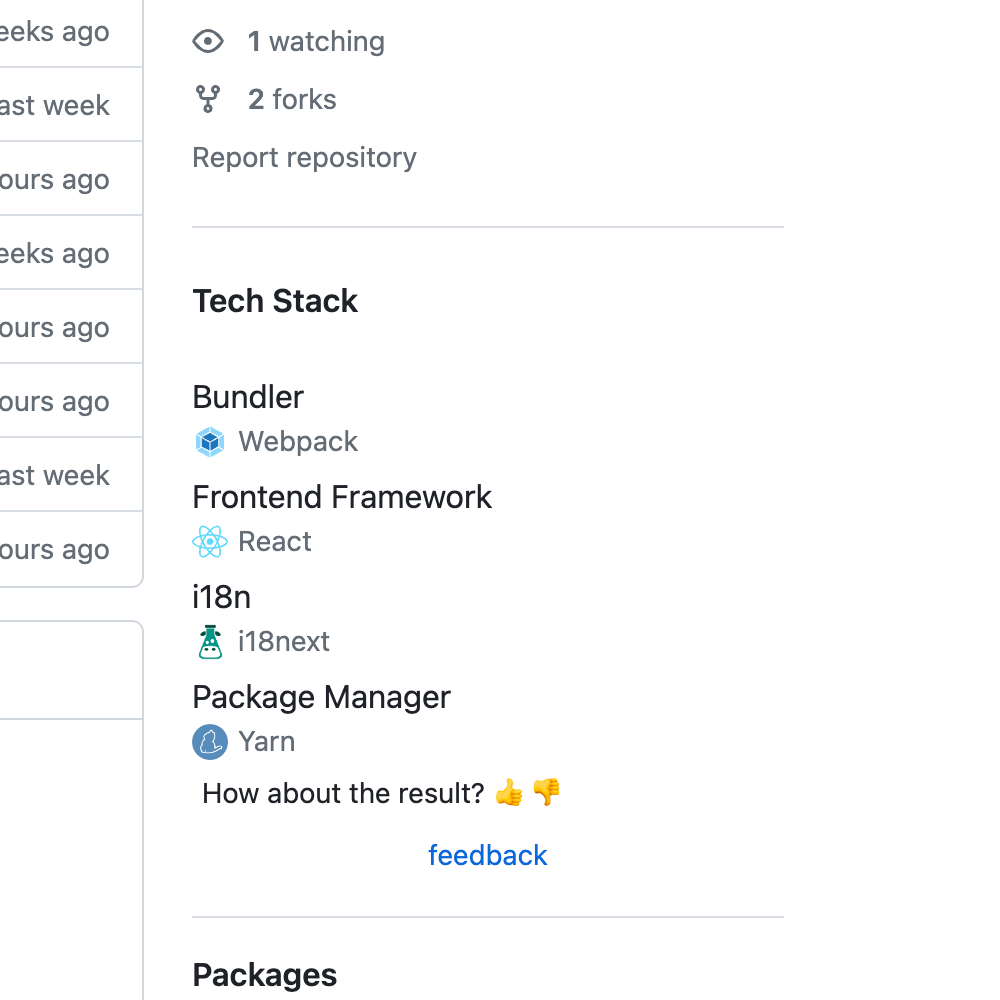 eeks ago
ast week
ours ago
eeks ago
ours ago
ours ago
ast week
ours ago
1 watching
2 forks
Report repository
Tech Stack
Bundler
Webpack
Frontend Framework
React
i18n
i18next
Package Manager
Yarn
How about the result? 👍 👎
feedback
Packages